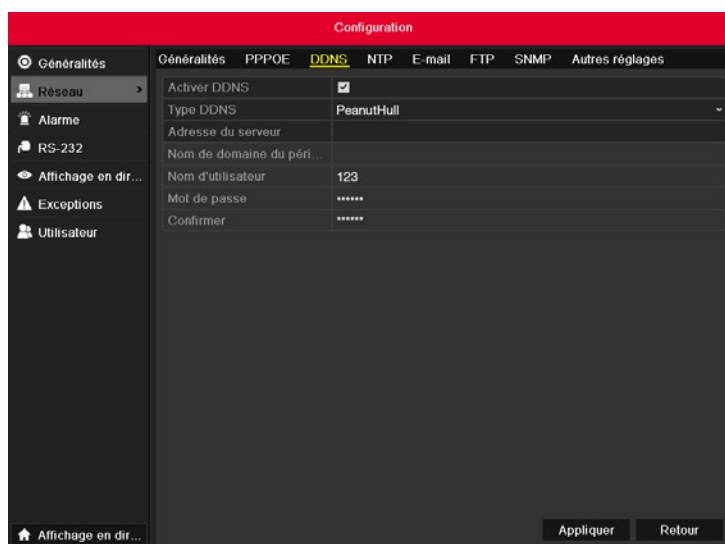 Configuration
Généralités
Réseau
Alarme
RS-232
Affichage en dir...
Exceptions
Utilisateur
Affichage en dir...
Généralités PPPOE DDNS NTP E-mail FTP SNMP Autres réglages
Activer DDNS
Type DDNS PeanutHull
Adresse du serveur
Nom de domaine du péri...
Nom d'utilisateur 123
Mot de passe ••••••
Confirmer ••••••
Appliquer Retour